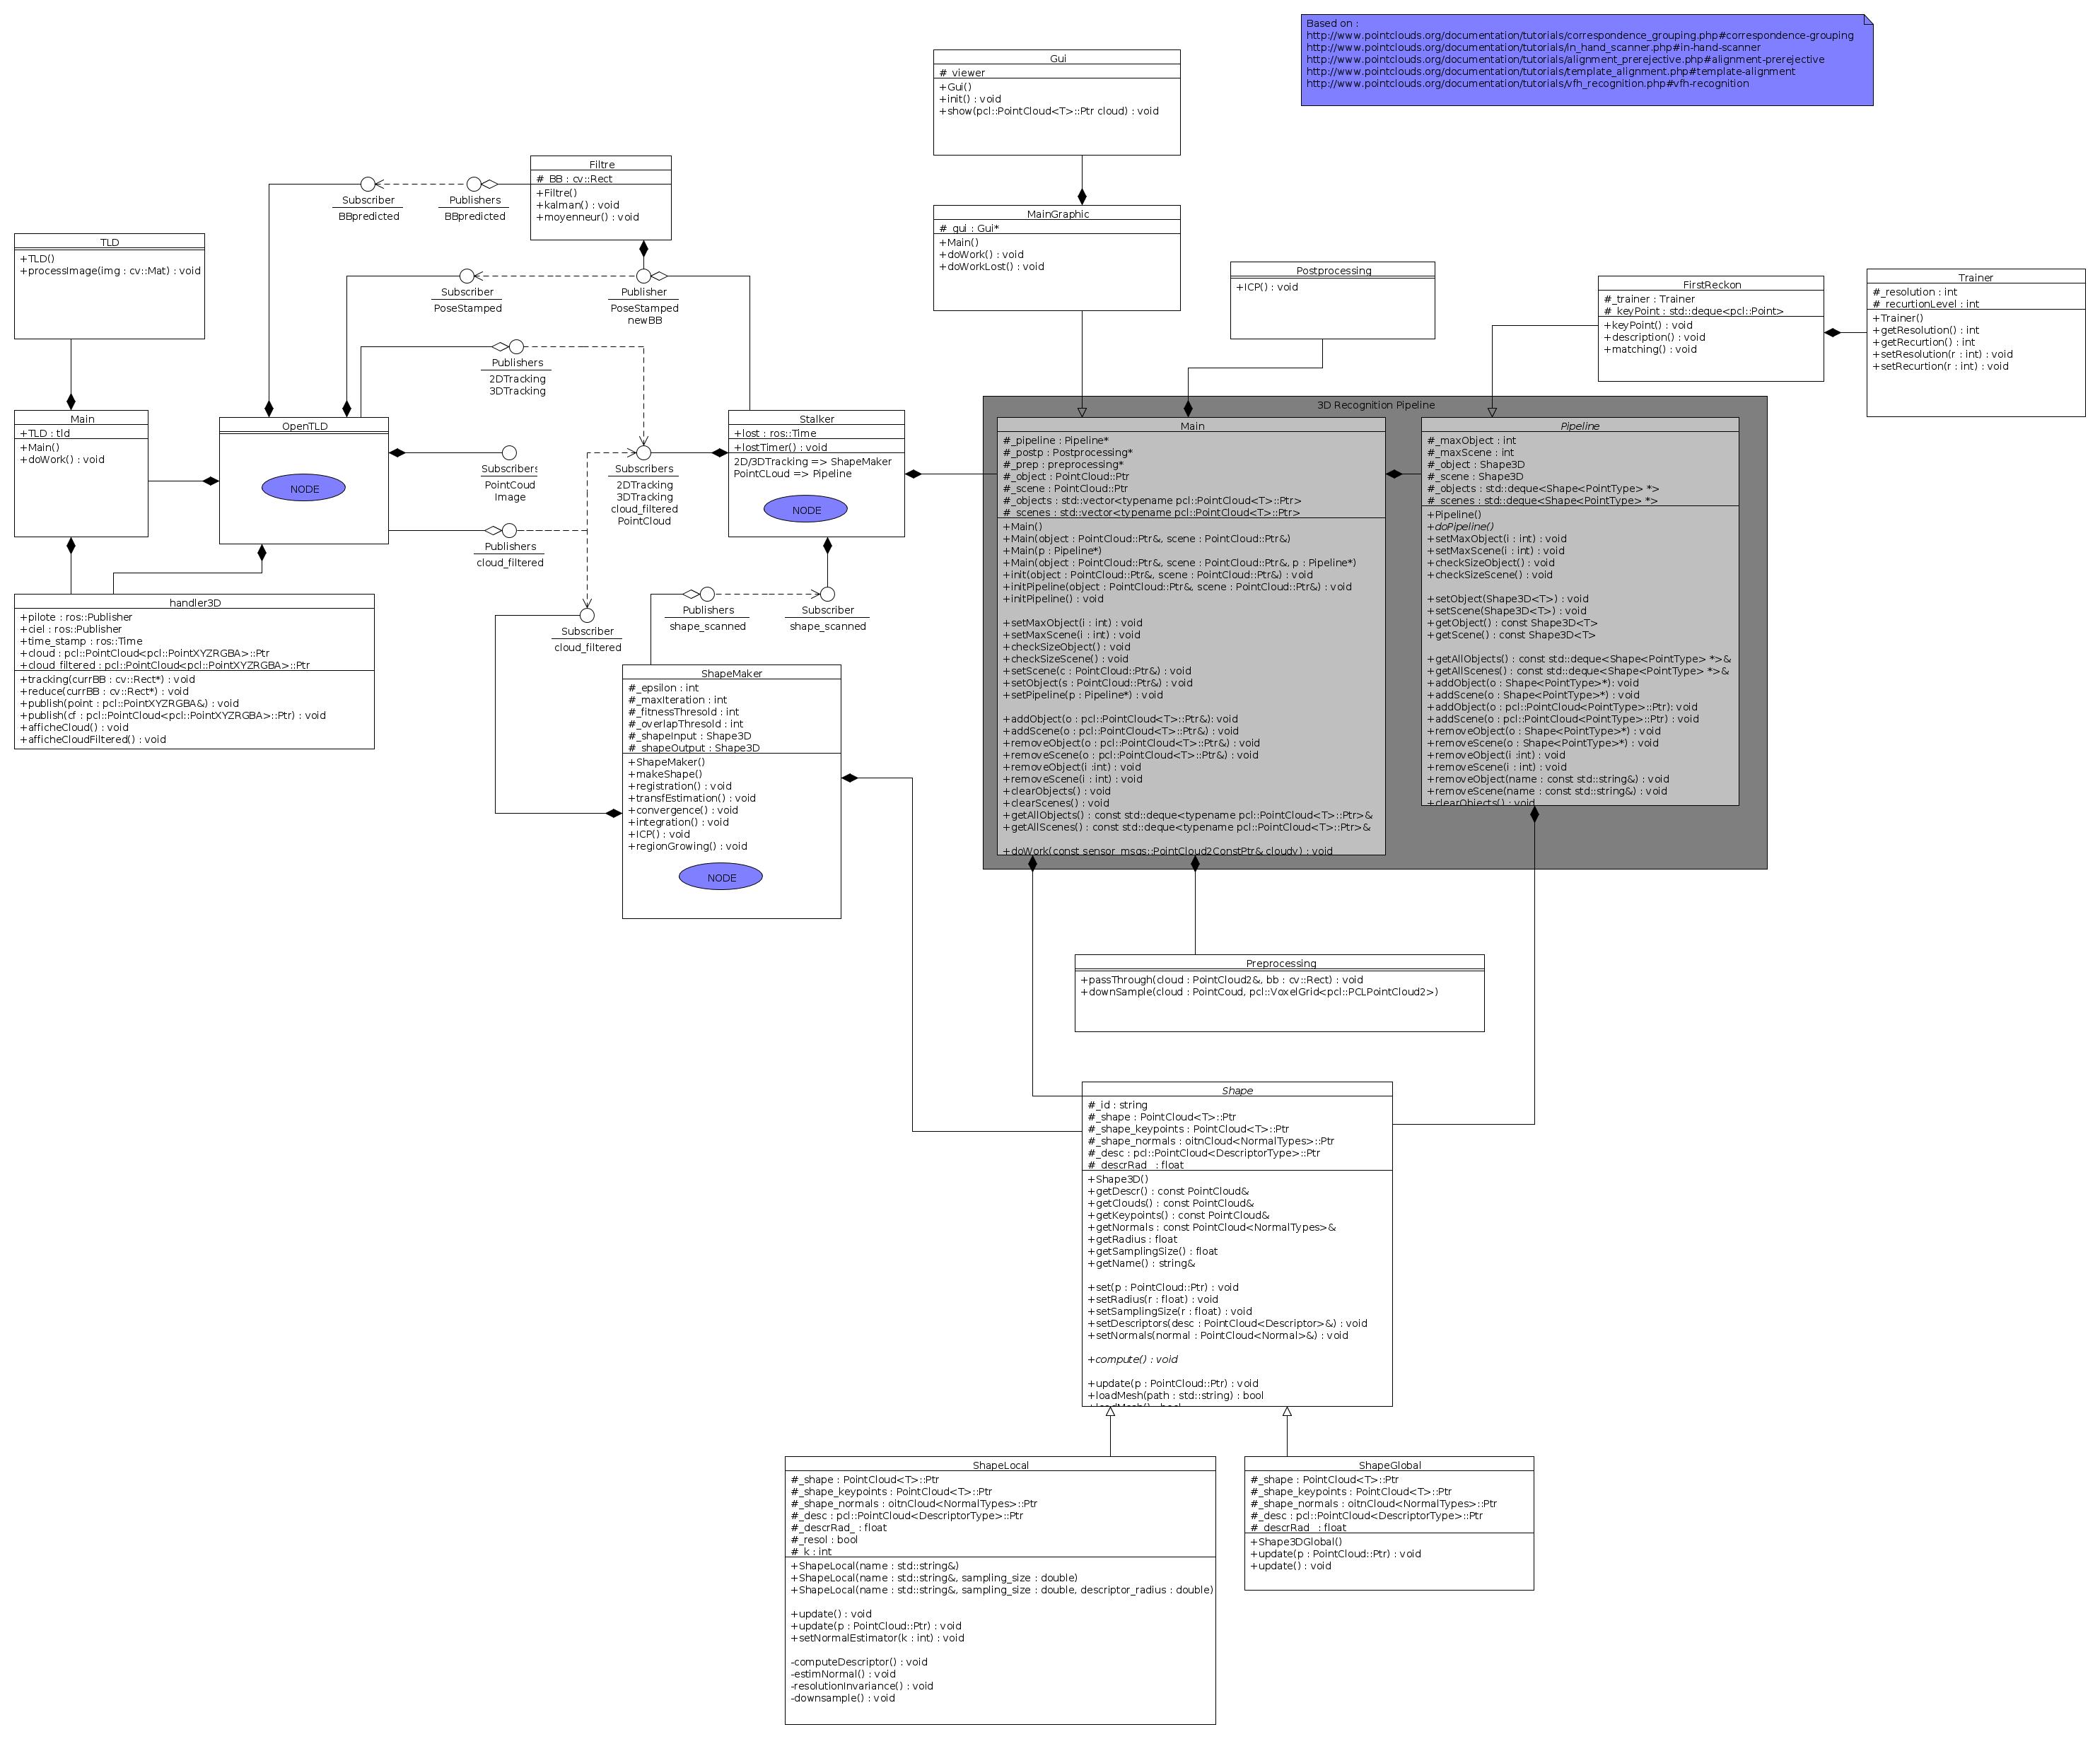 Based on :
http://www.pointclouds.org/documentation/tutorials/correspondence_grouping.php#correspondence-grouping
http://www.pointclouds.org/documentation/tutorials/in_hand_scanner.php#in-hand-scanner
http://www.pointclouds.org/documentation/tutorials/alignment_prerejective.php#alignment-prerejective
http://www.pointclouds.org/documentation/tutorials/template_alignment.php#template-alignment
http://www.pointclouds.org/documentation/tutorials/vfh_recognition.php#vfh-recognition
Gui
#_viewer
+Gui()
+init() : void
+show(pcl::PointCloud<T>::Ptr cloud) : void
Filtre
#_BB : cv::Rect
+Filtre()
+kalman() : void
+moyenneur() : void
Subscriber
BBpredicted
Publishers
BBpredicted
TLD
+TLD()
+processImage(img : cv::Mat) : void
MainGraphic
#_gui : Gui*
+Main()
+doWork() : void
+doWorkLost() : void
Subscriber
PoseStamped
Publisher
PoseStamped
newBB
Postprocessing
+ICP() : void
FirstReckon
#_trainer : Trainer
#_keyPoint : std::deque<pcl::Point>
+keyPoint() : void
+description() : void
+matching() : void
Trainer
#_resolution : int
#_recurtionLevel : int
+Trainer()
+getResolution() : int
+getRecurtion() : int
+setResolution(r : int) : void
+setRecurtion(r : int) : void
Publishers
2DTracking
3DTracking
Main
+TLD : tld
+Main()
+doWork() : void
OpenTLD
NODE
Subscribers
PointCoud
Image
Publishers
cloud_filtered
Subscribers
2DTracking
3DTracking
cloud_filtered
PointCloud
Stalker
+lost : ros::Time
+lostTimer() : void
2D/3DTracking => ShapeMaker
PointCLoud => Pipeline
NODE
3D Recognition Pipeline
Main
#_pipeline : Pipeline*
#_postp : Postprocessing*
#_prep : preprocessing*
#_object : PointCloud::Ptr
#_scene : PointCloud::Ptr
#_objects : std::vector<typename pcl::PointCloud<T>::Ptr>
#_scenes : std::vector<typename pcl::PointCloud<T>::Ptr>
+Main()
+Main(object : PointCloud::Ptr&, scene : PointCloud::Ptr&)
+Main(p : Pipeline*)
+Main(object : PointCloud::Ptr&, scene : PointCloud::Ptr&, p : Pipeline*)
+init(object : PointCloud::Ptr&, scene : PointCloud::Ptr&) : void
+initPipeline(object : PointCloud::Ptr&, scene : PointCloud::Ptr&) : void
+initPipeline() : void
+setMaxObject(i : int) : void
+setMaxScene(i : int) : void
+checkSizeObject() : void
+checkSizeScene() : void
+setScene(c : PointCloud::Ptr&) : void
+setObject(s : PointCloud::Ptr&) : void
+setPipeline(p : Pipeline*) : void
+addObject(o : pcl::PointCloud<T>::Ptr&): void
+addScene(o : pcl::PointCloud<T>::Ptr&) : void
+removeObject(o : pcl::PointCloud<T>::Ptr&) : void
+removeScene(o : pcl::PointCloud<T>::Ptr&) : void
+removeObject(i :int) : void
+removeScene(i : int) : void
+clearObjects() : void
+clearScenes() : void
+getAllObjects() : const std::deque<typename pcl::PointCloud<T>::Ptr>&
+getAllScenes() : const std::deque<typename pcl::PointCloud<T>::Ptr>&
+doWork(const sensor_msgs::PointCloud2ConstPtr& cloudy) : void
Pipeline
#_maxObject : int
#_maxScene : int
#_object : Shape3D
#_scene : Shape3D
#_objects : std::deque<Shape<PointType> *>
#_scenes : std::deque<Shape<PointType> *>
+Pipeline()
+doPipeline()
+setMaxObject(i : int) : void
+setMaxScene(i : int) : void
+checkSizeObject() : void
+checkSizeScene() : void
+setObject(Shape3D<T>) : void
+setScene(Shape3D<T>) : void
+getObject() : const Shape3D<T>
+getScene() : const Shape3D<T>
+getAllObjects() : const std::deque<Shape<PointType> *>&
+getAllScenes() : const std::deque<Shape<PointType> *>&
+addObject(o : Shape<PointType>*): void
+addScene(o : Shape<PointType>*) : void
+addObject(o : pcl::PointCloud<PointType>::Ptr): void
+addScene(o : pcl::PointCloud<PointType>::Ptr) : void
+removeObject(o : Shape<PointType>*) : void
+removeScene(o : Shape<PointType>*) : void
+removeObject(i :int) : void
+removeScene(i : int) : void
+removeObject(name : const std::string&) : void
+removeScene(name : const std::string&) : void
+clearObjects() : void
handler3D
+pilote : ros::Publisher
+ciel : ros::Publisher
+time_stamp : ros::Time
+cloud : pcl::PointCloud<pcl::PointXYZRGBA>::Ptr
+cloud_filtered : pcl::PointCloud<pcl::PointXYZRGBA>::Ptr
+tracking(currBB : cv::Rect*) : void
+reduce(currBB : cv::Rect*) : void
+publish(point : pcl::PointXYZRGBA&) : void
+publish(cf : pcl::PointCloud<pcl::PointXYZRGBA>::Ptr) : void
+afficheCloud() : void
+afficheCloudFiltered() : void
Subscriber
cloud_filtered
Publishers
shape_scanned
Subscriber
shape_scanned
ShapeMaker
#_epsilon : int
#_maxIteration : int
#_fitnessThresold : int
#_overlapThresold : int
#_shapeInput : Shape3D
#_shapeOutput : Shape3D
+ShapeMaker()
+makeShape()
+registration() : void
+transfEstimation() : void
+convergence() : void
+integration() : void
+ICP() : void
+regionGrowing() : void
NODE
Preprocessing
+passThrough(cloud : PointCloud2&, bb : cv::Rect) : void
+downSample(cloud : PointCoud, pcl::VoxelGrid<pcl::PCLPointCloud2>)
Shape
#_id : string
#_shape : PointCloud<T>::Ptr
#_shape_keypoints : PointCloud<T>::Ptr
#_shape_normals : oitnCloud<NormalTypes>::Ptr
#_desc : pcl::PointCloud<DescriptorType>::Ptr
#_descrRad_ : float
+Shape3D()
+getDescr() : const PointCloud&
+getClouds() : const PointCloud&
+getKeypoints() : const PointCloud&
+getNormals : const PointCloud<NormalTypes>&
+getRadius : float
+getSamplingSize() : float
+getName() : string&
+set(p : PointCloud::Ptr) : void
+setRadius(r : float) : void
+setSamplingSize(r : float) : void
+setDescriptors(desc : PointCloud<Descriptor>&) : void
+setNormals(normal : PointCloud<Normal>&) : void
+compute() : void
+update(p : PointCloud::Ptr) : void
+loadMesh(path : std::string) : bool
ShapeLocal
#_shape : PointCloud<T>::Ptr
#_shape_keypoints : PointCloud<T>::Ptr
#_shape_normals : oitnCloud<NormalTypes>::Ptr
#_desc : pcl::PointCloud<DescriptorType>::Ptr
#_descrRad_ : float
#_resol : bool
#_k : int
+ShapeLocal(name : std::string&)
+ShapeLocal(name : std::string&, sampling_size : double)
+ShapeLocal(name : std::string&, sampling_size : double, descriptor_radius : double)
+update() : void
+update(p : PointCloud::Ptr) : void
+setNormalEstimator(k : int) : void
-computeDescriptor() : void
-estimNormal() : void
-resolutionInvariance() : void
-downsample() : void
ShapeGlobal
#_shape : PointCloud<T>::Ptr
#_shape_keypoints : PointCloud<T>::Ptr
#_shape_normals : oitnCloud<NormalTypes>::Ptr
#_desc : pcl::PointCloud<DescriptorType>::Ptr
#_descrRad_ : float
+Shape3DGlobal()
+update(p : PointCloud::Ptr) : void
+update() : void